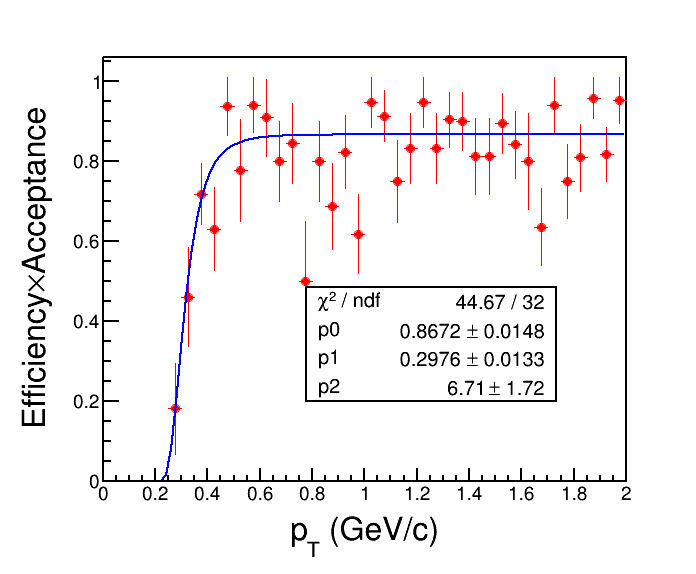 Efficiency×Acceptance
1
0.8
0.6
0.4
0.2
0
0 0.2 0.4 0.6 0.8 1 1.2 1.4 1.6 1.8 2
p_T (GeV/c)
χ² / ndf 44.67 / 32
p0 0.8672 ± 0.0148
p1 0.2976 ± 0.0133
p2 6.71 ± 1.72